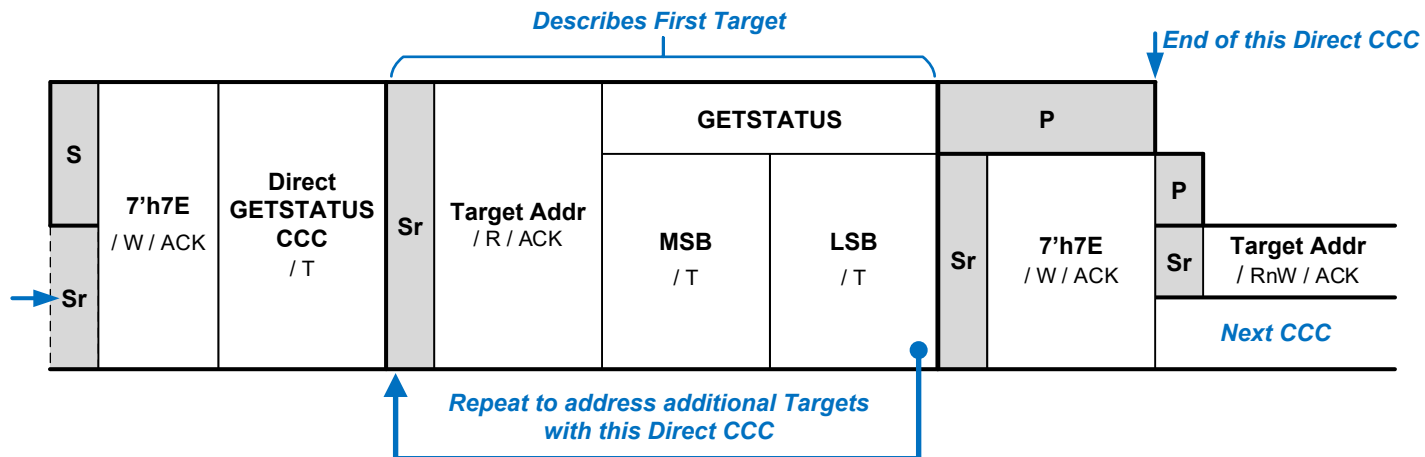 Describes First Target
End of this Direct CCC
S
Sr
7’h7E
/ W / ACK
Direct
GETSTATUS
CCC
/ T
Sr
Target Addr
/ R / ACK
GETSTATUS
MSB
/ T
LSB
/ T
P
Sr
7’h7E
/ W / ACK
P
Sr
Target Addr
/ RnW / ACK
Next CCC
Repeat to address additional Targets
with this Direct CCC